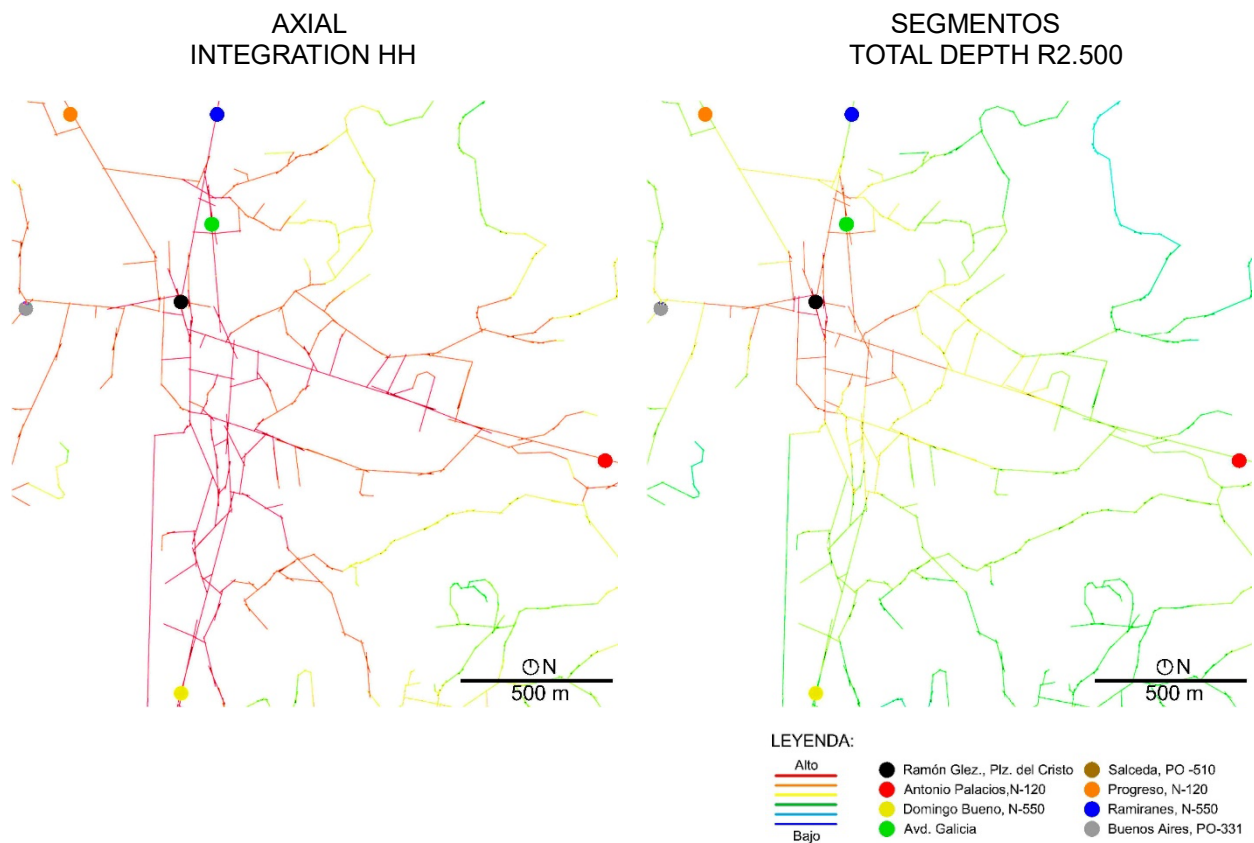 AXIAL
INTEGRATION HH
SEGMENTOS
TOTAL DEPTH R2.500
N
500 m
N
500 m
LEYENDA:
Alto
Bajo
Ramón Glez., Plz. del Cristo
Antonio Palacios,N-120
Domingo Bueno, N-550
Avd. Galicia
Salceda, PO -510
Progreso, N-120
Ramiranes, N-550
Buenos Aires, PO-331